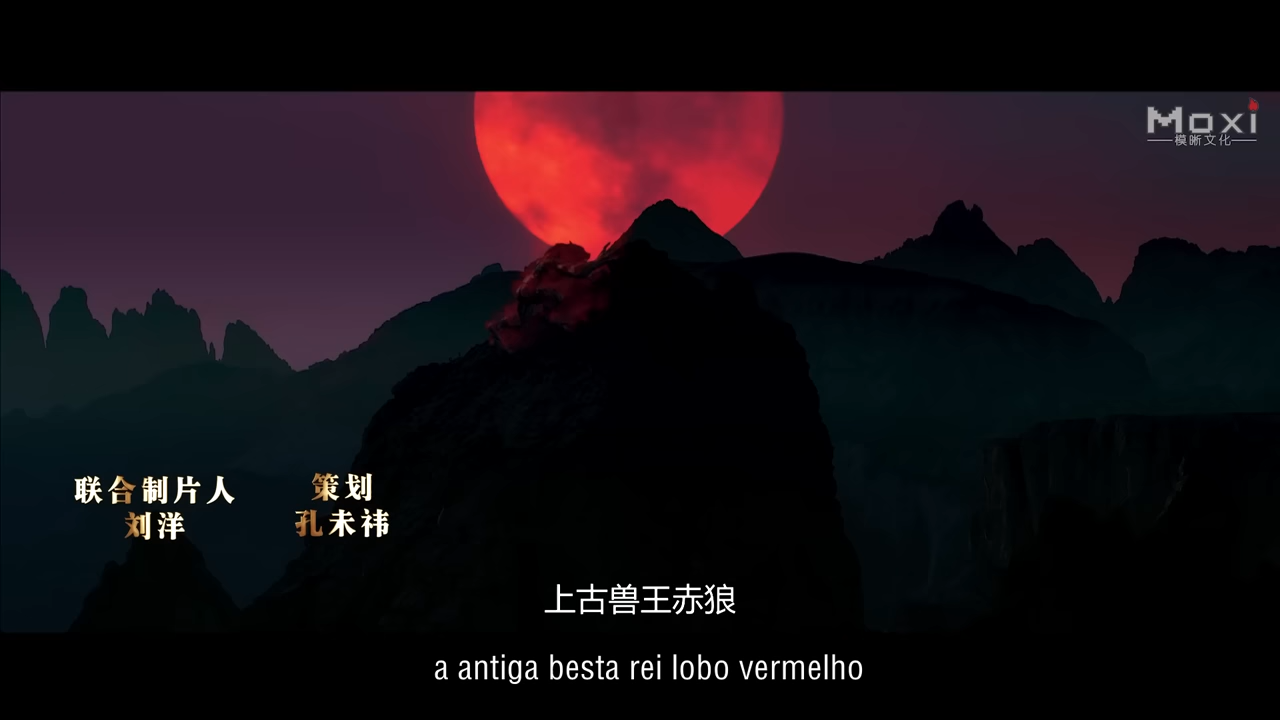 Moxi
模晰文化
联合制片人
刘洋
策划
孔未祎
上古兽王赤狼
a antiga besta rei lobo vermelho